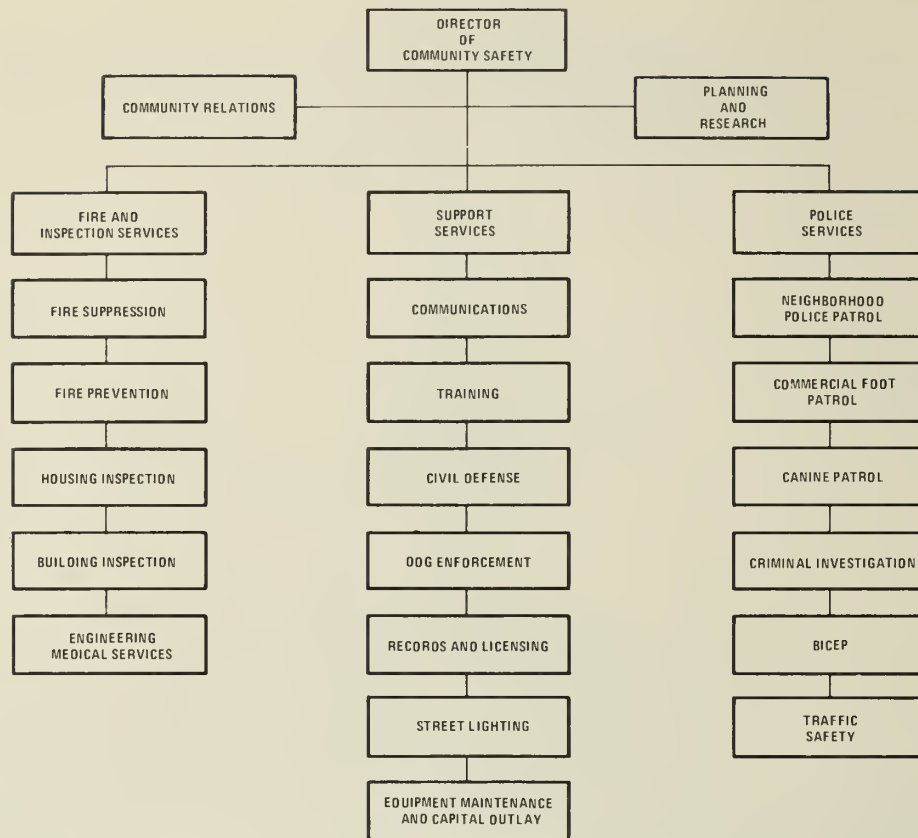 DIRECTOR
OF
COMMUNITY SAFETY
COMMUNITY RELATIONS
PLANNING
AND
RESEARCH
FIRE AND
INSPECTION SERVICES
FIRE SUPPRESSION
FIRE PREVENTION
HOUSING INSPECTION
BUILDING INSPECTION
ENGINEERING
MEDICAL SERVICES
SUPPORT
SERVICES
COMMUNICATIONS
TRAINING
CIVIL DEFENSE
OOG ENFORCEMENT
RECORDS AND LICENSING
STREET LIGHTING
EQUIPMENT MAINTENANCE
AND CAPITAL OUTLAY
POLICE
SERVICES
NEIGHBORHOOD
POLICE PATROL
COMMERCIAL FOOT
PATROL
CANINE PATROL
CRIMINAL INVESTIGATION
BICEP
TRAFFIC
SAFETY